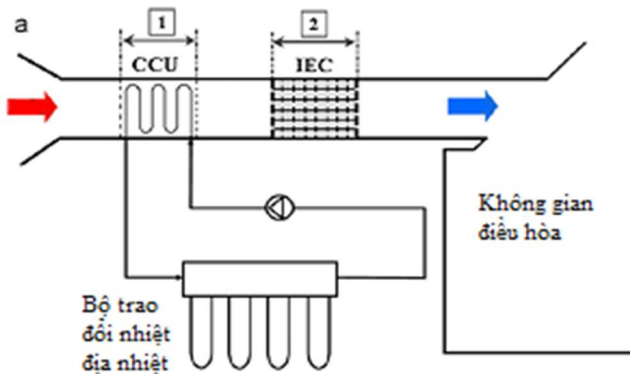 a
1
2
CCU
IEC
Không gian
điều hòa
Bộ trao
đổi nhiệt
địa nhiệt